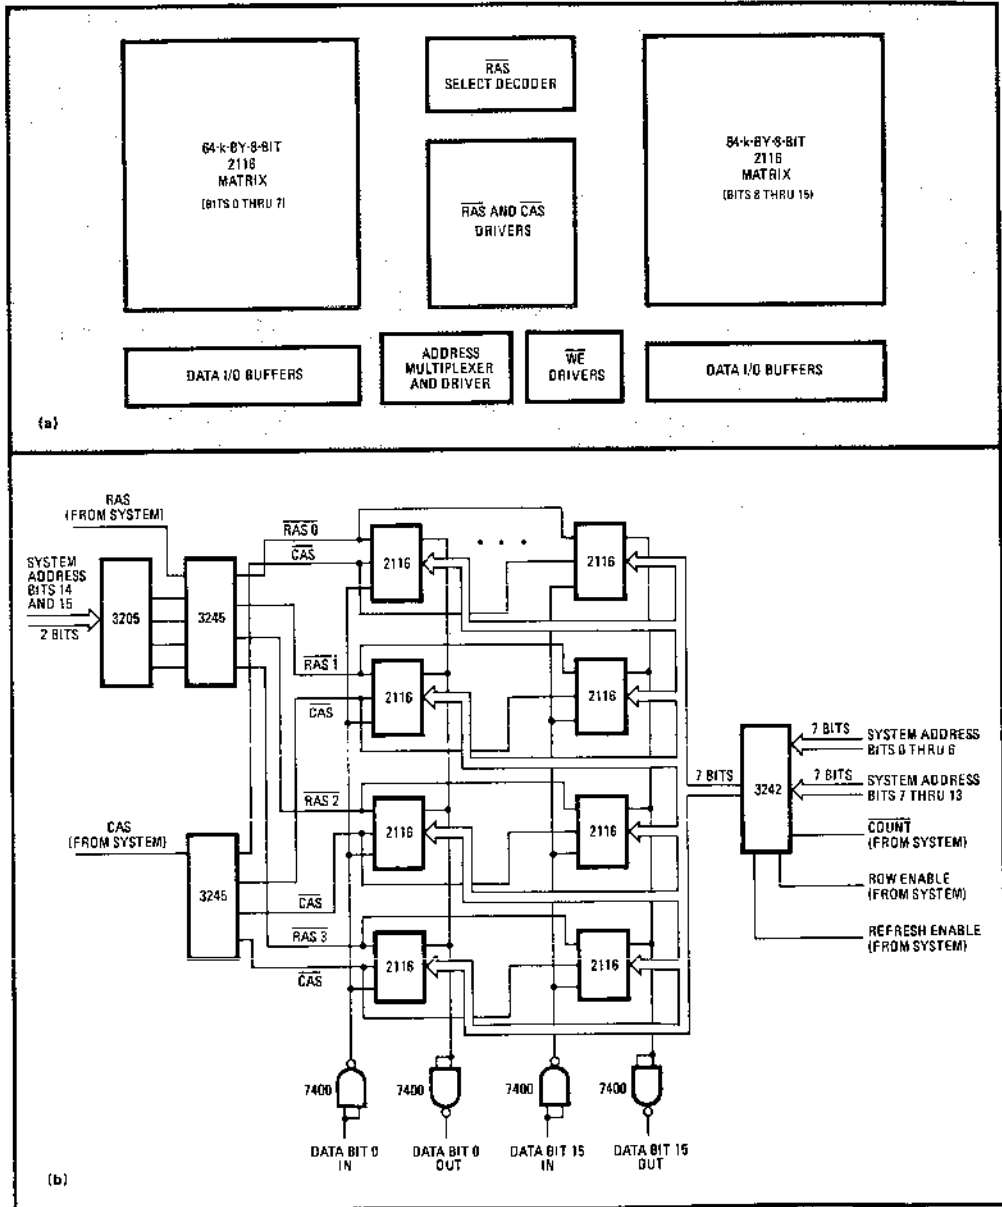 RAS
SELECT DECODER
64-k-BY-8-BIT
2116
MATRIX
(BITS 0 THRU 7)
RAS AND CAS
DRIVERS
64-k-BY-8-BIT
2116
MATRIX
(BITS 8 THRU 15)
DATA I/O BUFFERS
ADDRESS
MULTIPLEXER
AND DRIVER
WE
DRIVERS
DATA I/O BUFFERS
(a)
RAS
(FROM SYSTEM)
SYSTEM
ADDRESS
BITS 14
AND 15
2 BITS
3205
3245
RAS 0
CAS
2116
. . .
2116
RAS 1
CAS
2116
2116
RAS 2
CAS
2116
2116
RAS 3
CAS
2116
2116
CAS
(FROM SYSTEM)
3245
7 BITS
3242
7 BITS
SYSTEM ADDRESS
BITS 0 THRU 6
7 BITS
SYSTEM ADDRESS
BITS 7 THRU 13
COUNT
(FROM SYSTEM)
ROW ENABLE
(FROM SYSTEM)
REFRESH ENABLE
(FROM SYSTEM)
7400
7400
7400
7400
DATA BIT 0
IN
DATA BIT 0
OUT
DATA BIT 15
IN
DATA BIT 15
OUT
(b)